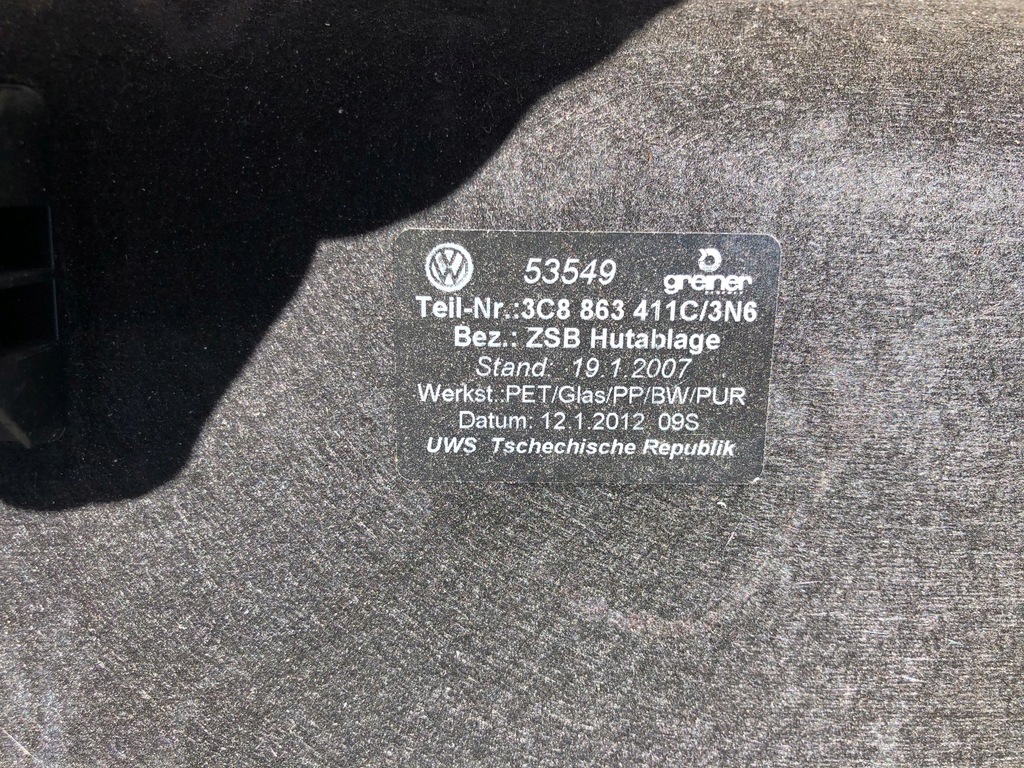 VW 53549 greiner
Teil-Nr.:3C8 863 411C/3N6
Bez.: ZSB Hutablage
Stand: 19.1.2007
Werkst.:PET/Glas/PP/BW/PUR
Datum: 12.1.2012 09S
UWS Tschechische Republik